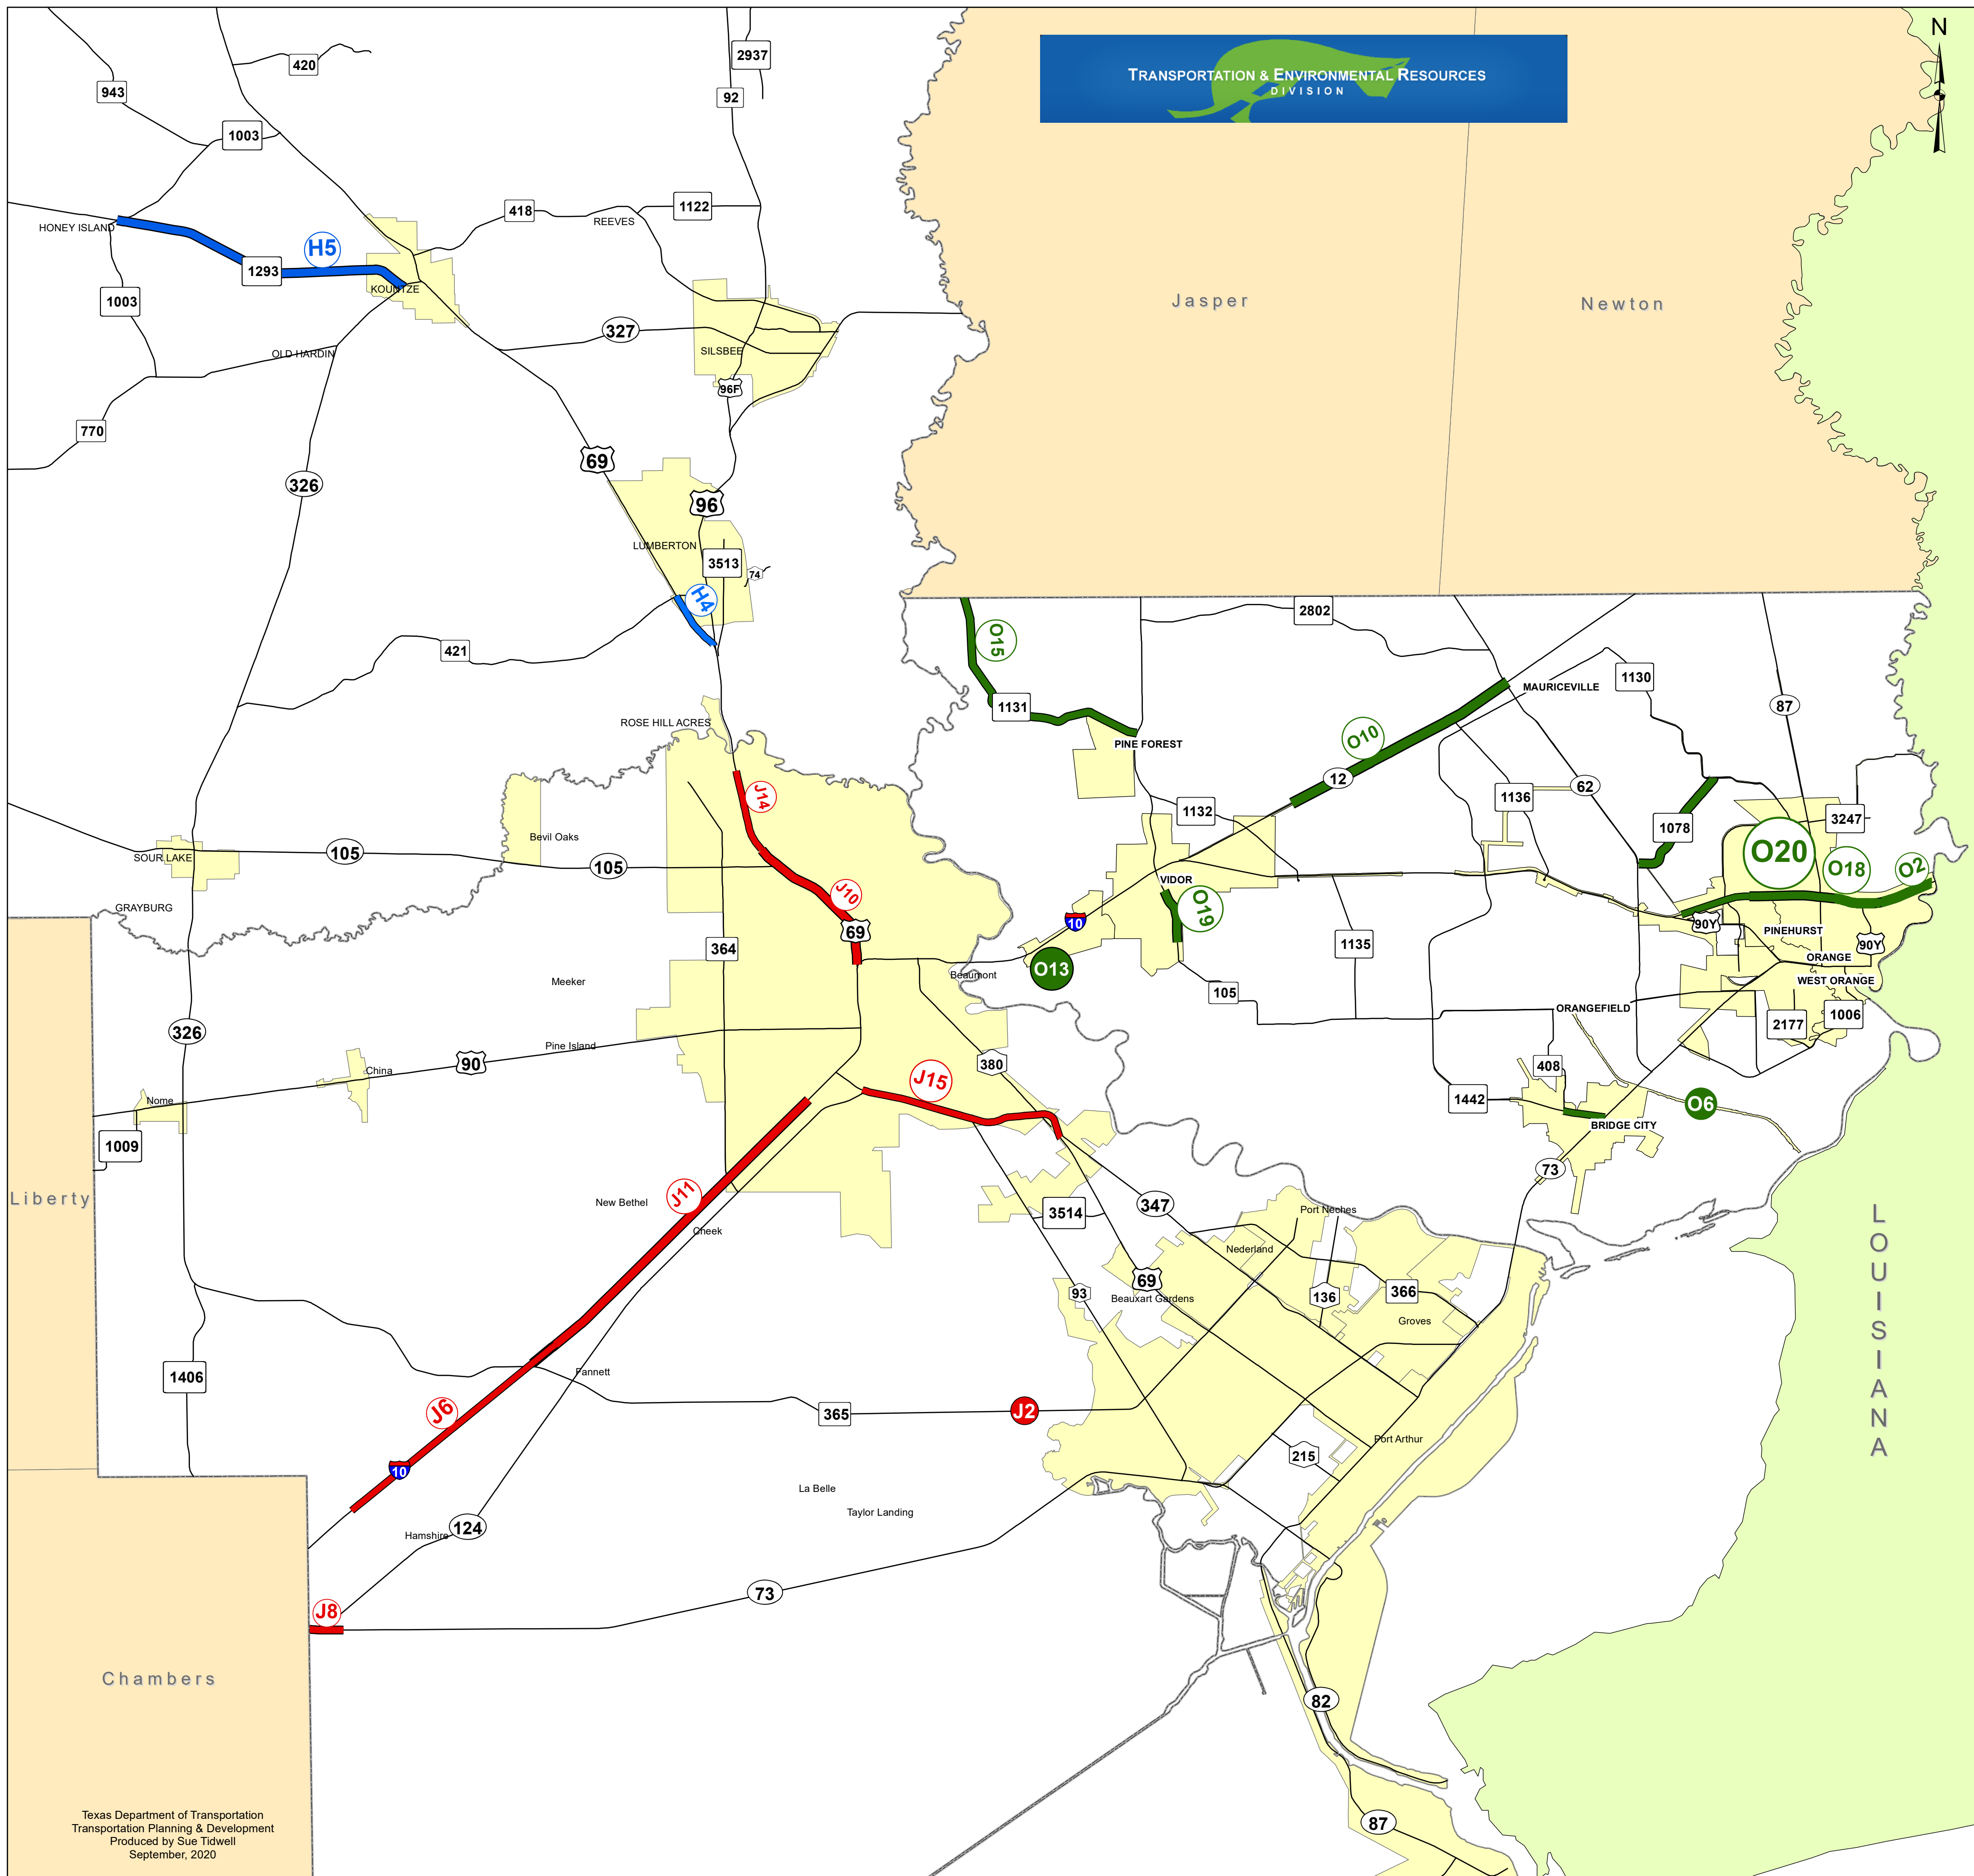 N
TRANSPORTATION & ENVIRONMENTAL RESOURCES
DIVISION
2937
420
943
92
1003
418
1122
REEVES
HONEY ISLAND
H5
1293
KOUNTZE
1003
Jasper
Newton
327
OLD HARDIN
SILSBEE
96F
770
69
326
96
LUMBERTON
3513
74
H4
2802
421
O15
1130
MAURICEVILLE
1131
87
ROSE HILL ACRES
O10
PINE FOREST
12
62
1136
J14
1132
3247
1078
Bevil Oaks
SOUR LAKE
105
105
O20
O18
O2
VIDOR
J10
O19
GRAYBURG
10
90Y
69
PINEHURST
364
1135
90Y
ORANGE
O13
Beaumont
Meeker
WEST ORANGE
105
ORANGEFIELD
1006
2177
326
Pine Island
90
380
408
China
J15
Nome
1442
O6
BRIDGE CITY
1009
73
Liberty
J11
New Bethel
347
3514
Port Neches
Cheek
Nederland
LOUISIANA
69
93
Beauxart Gardens
136
366
Groves
Fannett
1406
J6
365
J2
Port Arthur
215
10
La Belle
Taylor Landing
124
Hamshire
73
J8
Chambers
82
87
Texas Department of Transportation
Transportation Planning & Development
Produced by Sue Tidwell
September, 2020